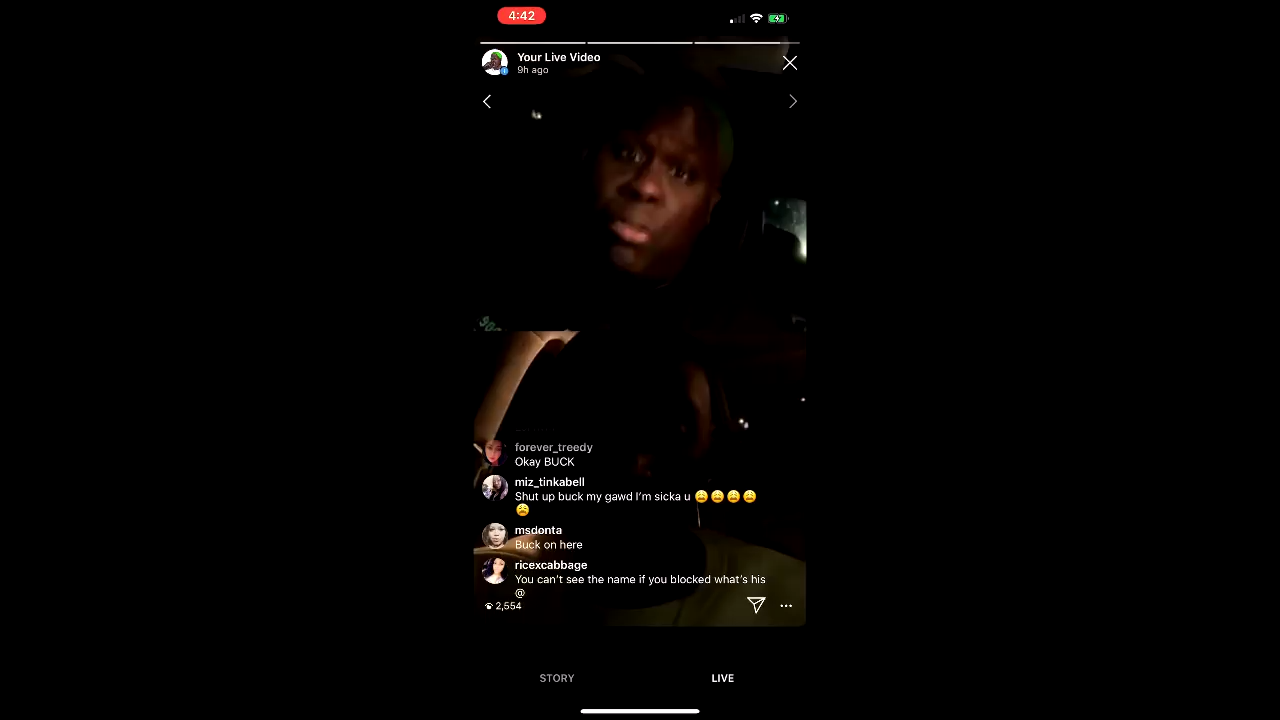 4:42
Your Live Video
9h ago
forever_treedy
Okay BUCK
miz_tinkabell
Shut up buck my gawd I'm sicka u 😩😩😩😩
😩
msdonta
Buck on here
ricexcabbage
You can't see the name if you blocked what's his
@
2,554
STORY
LIVE